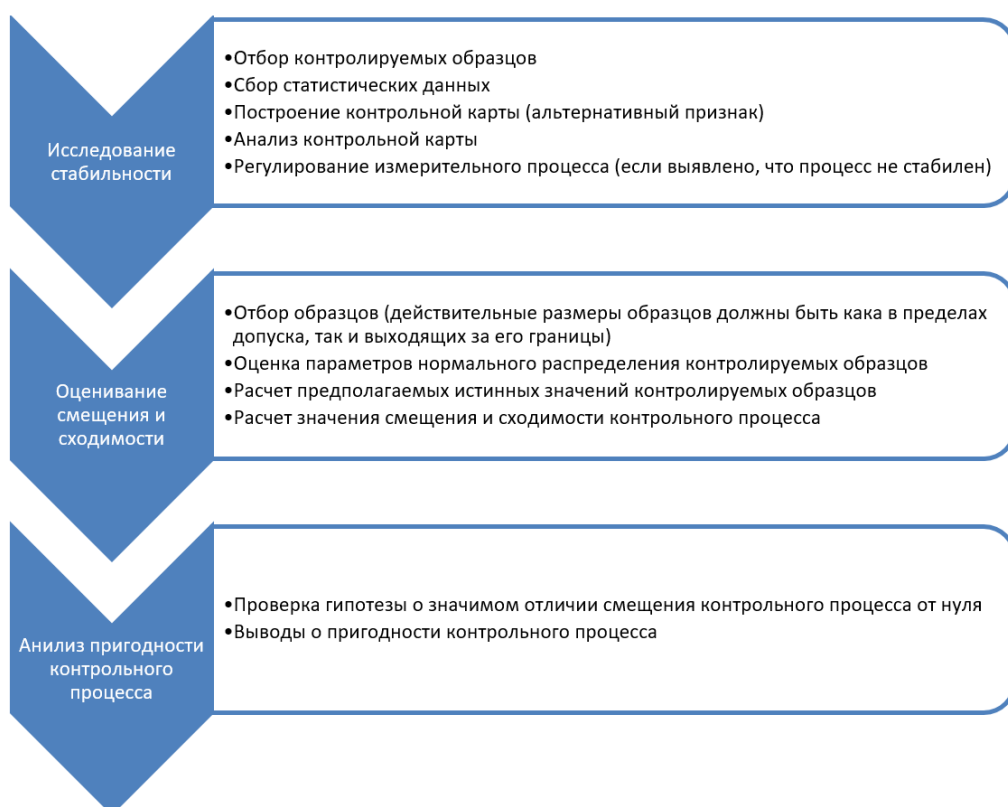 Исследование
стабильности
•Отбор контролируемых образцов
•Сбор статистических данных
•Построение контрольной карты (альтернативный признак)
•Анализ контрольной карты
•Регулирование измерительного процесса (если выявлено, что процесс не стабилен)
Оценивание
смещения и
сходимости
•Отбор образцов (действительные размеры образцов должны быть кака в пределах
допуска, так и выходящих за его границы)
•Оценка параметров нормального распределения контролируемых образцов
•Расчет предполагаемых истинных значений контролируемых образцов
•Расчет значения смещения и сходимости контрольного процесса
Анилиз пригодности
контрольного
процесса
•Проверка гипотезы о значимом отличии смещения контрольного процесса от нуля
•Выводы о пригодности контрольного процесса